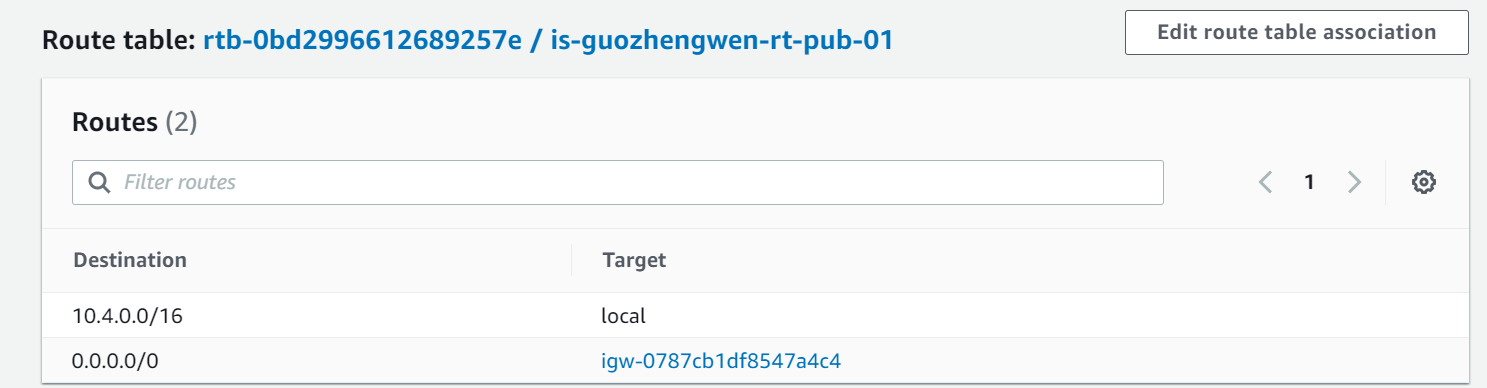 Route table: rtb-0bd2996612689257e / is-guozhengwen-rt-pub-01
Edit route table association
Routes (2)
Filter routes
1
Destination Target
10.4.0.0/16 local
0.0.0.0/0 igw-0787cb1df8547a4c4